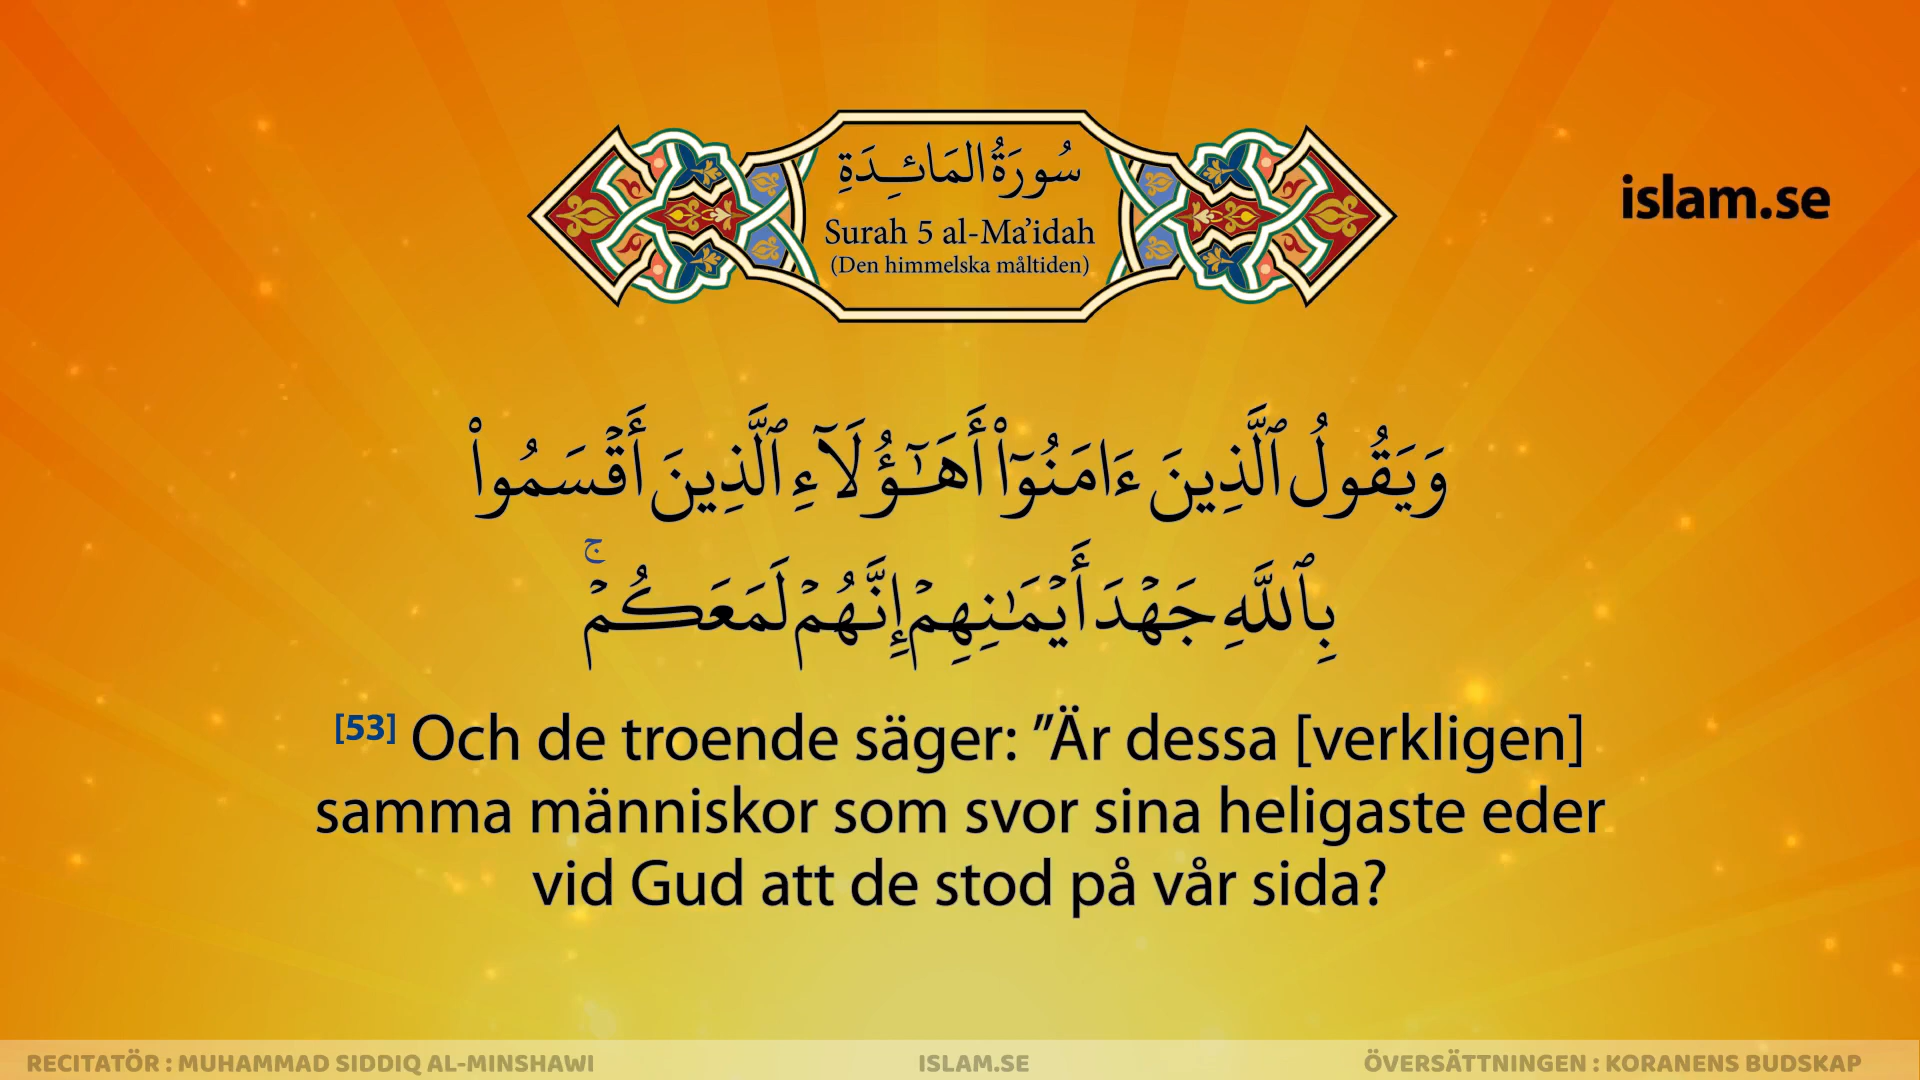 سُورَةُ المَائِدَةِ
Surah 5 al-Ma’idah
(Den himmelska måltiden)
islam.se
وَيَقُولُ ٱلَّذِينَ ءَامَنُوٓا۟ أَهَـٰٓؤُلَآءِ ٱلَّذِينَ أَقْسَمُوا۟
بِٱللَّهِ جَهْدَ أَيْمَـٰنِهِمْ إِنَّهُمْ لَمَعَكُمْ ۚ
[53] Och de troende säger: ”Är dessa [verkligen]
samma människor som svor sina heligaste eder
vid Gud att de stod på vår sida?
RECITATÖR : MUHAMMAD SIDDIQ AL-MINSHAWI
ISLAM.SE
ÖVERSÄTTNINGEN : KORANENS BUDSKAP